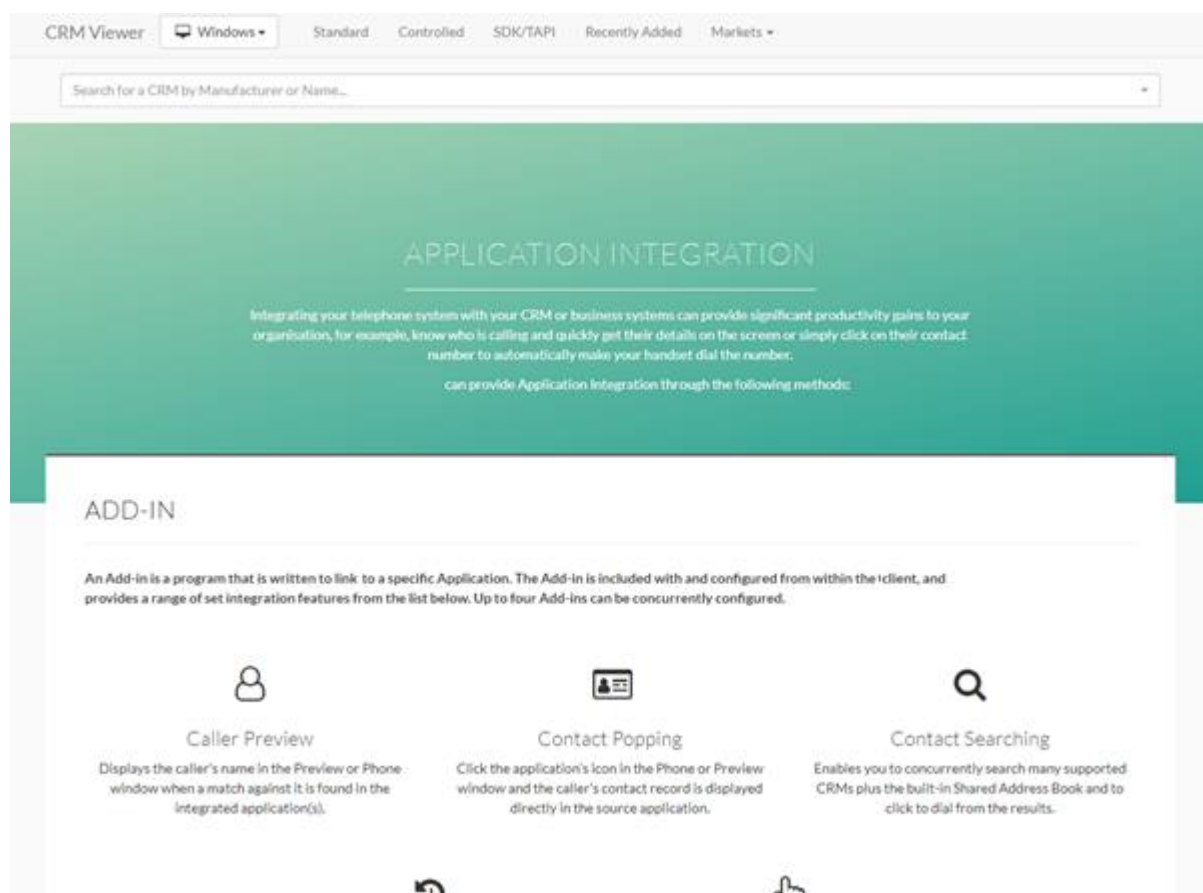 CRM Viewer Windows Standard Controlled SDK/TAPI Recently Added Markets
Search for a CRM by Manufacturer or Name...
APPLICATION INTEGRATION
Integrating your telephone system with your CRM or business systems can provide significant productivity gains to your
organisation, for example, know who is calling and quickly get their details on the screen or simply click on their contact
number to automatically make your handset dial the number.
can provide Application Integration through the following methods:
ADD-IN
An Add-in is a program that is written to link to a specific Application. The Add-in is included with and configured from within the client, and
provides a range of set integration features from the list below. Up to four Add-ins can be concurrently configured.
Caller Preview
Displays the caller's name in the Preview or Phone
window when a match against it is found in the
integrated application(s).
Contact Popping
Click the application's icon in the Phone or Preview
window and the caller's contact record is displayed
directly in the source application.
Contact Searching
Enables you to concurrently search many supported
CRMs plus the built-in Shared Address Book and to
click to dial from the results.